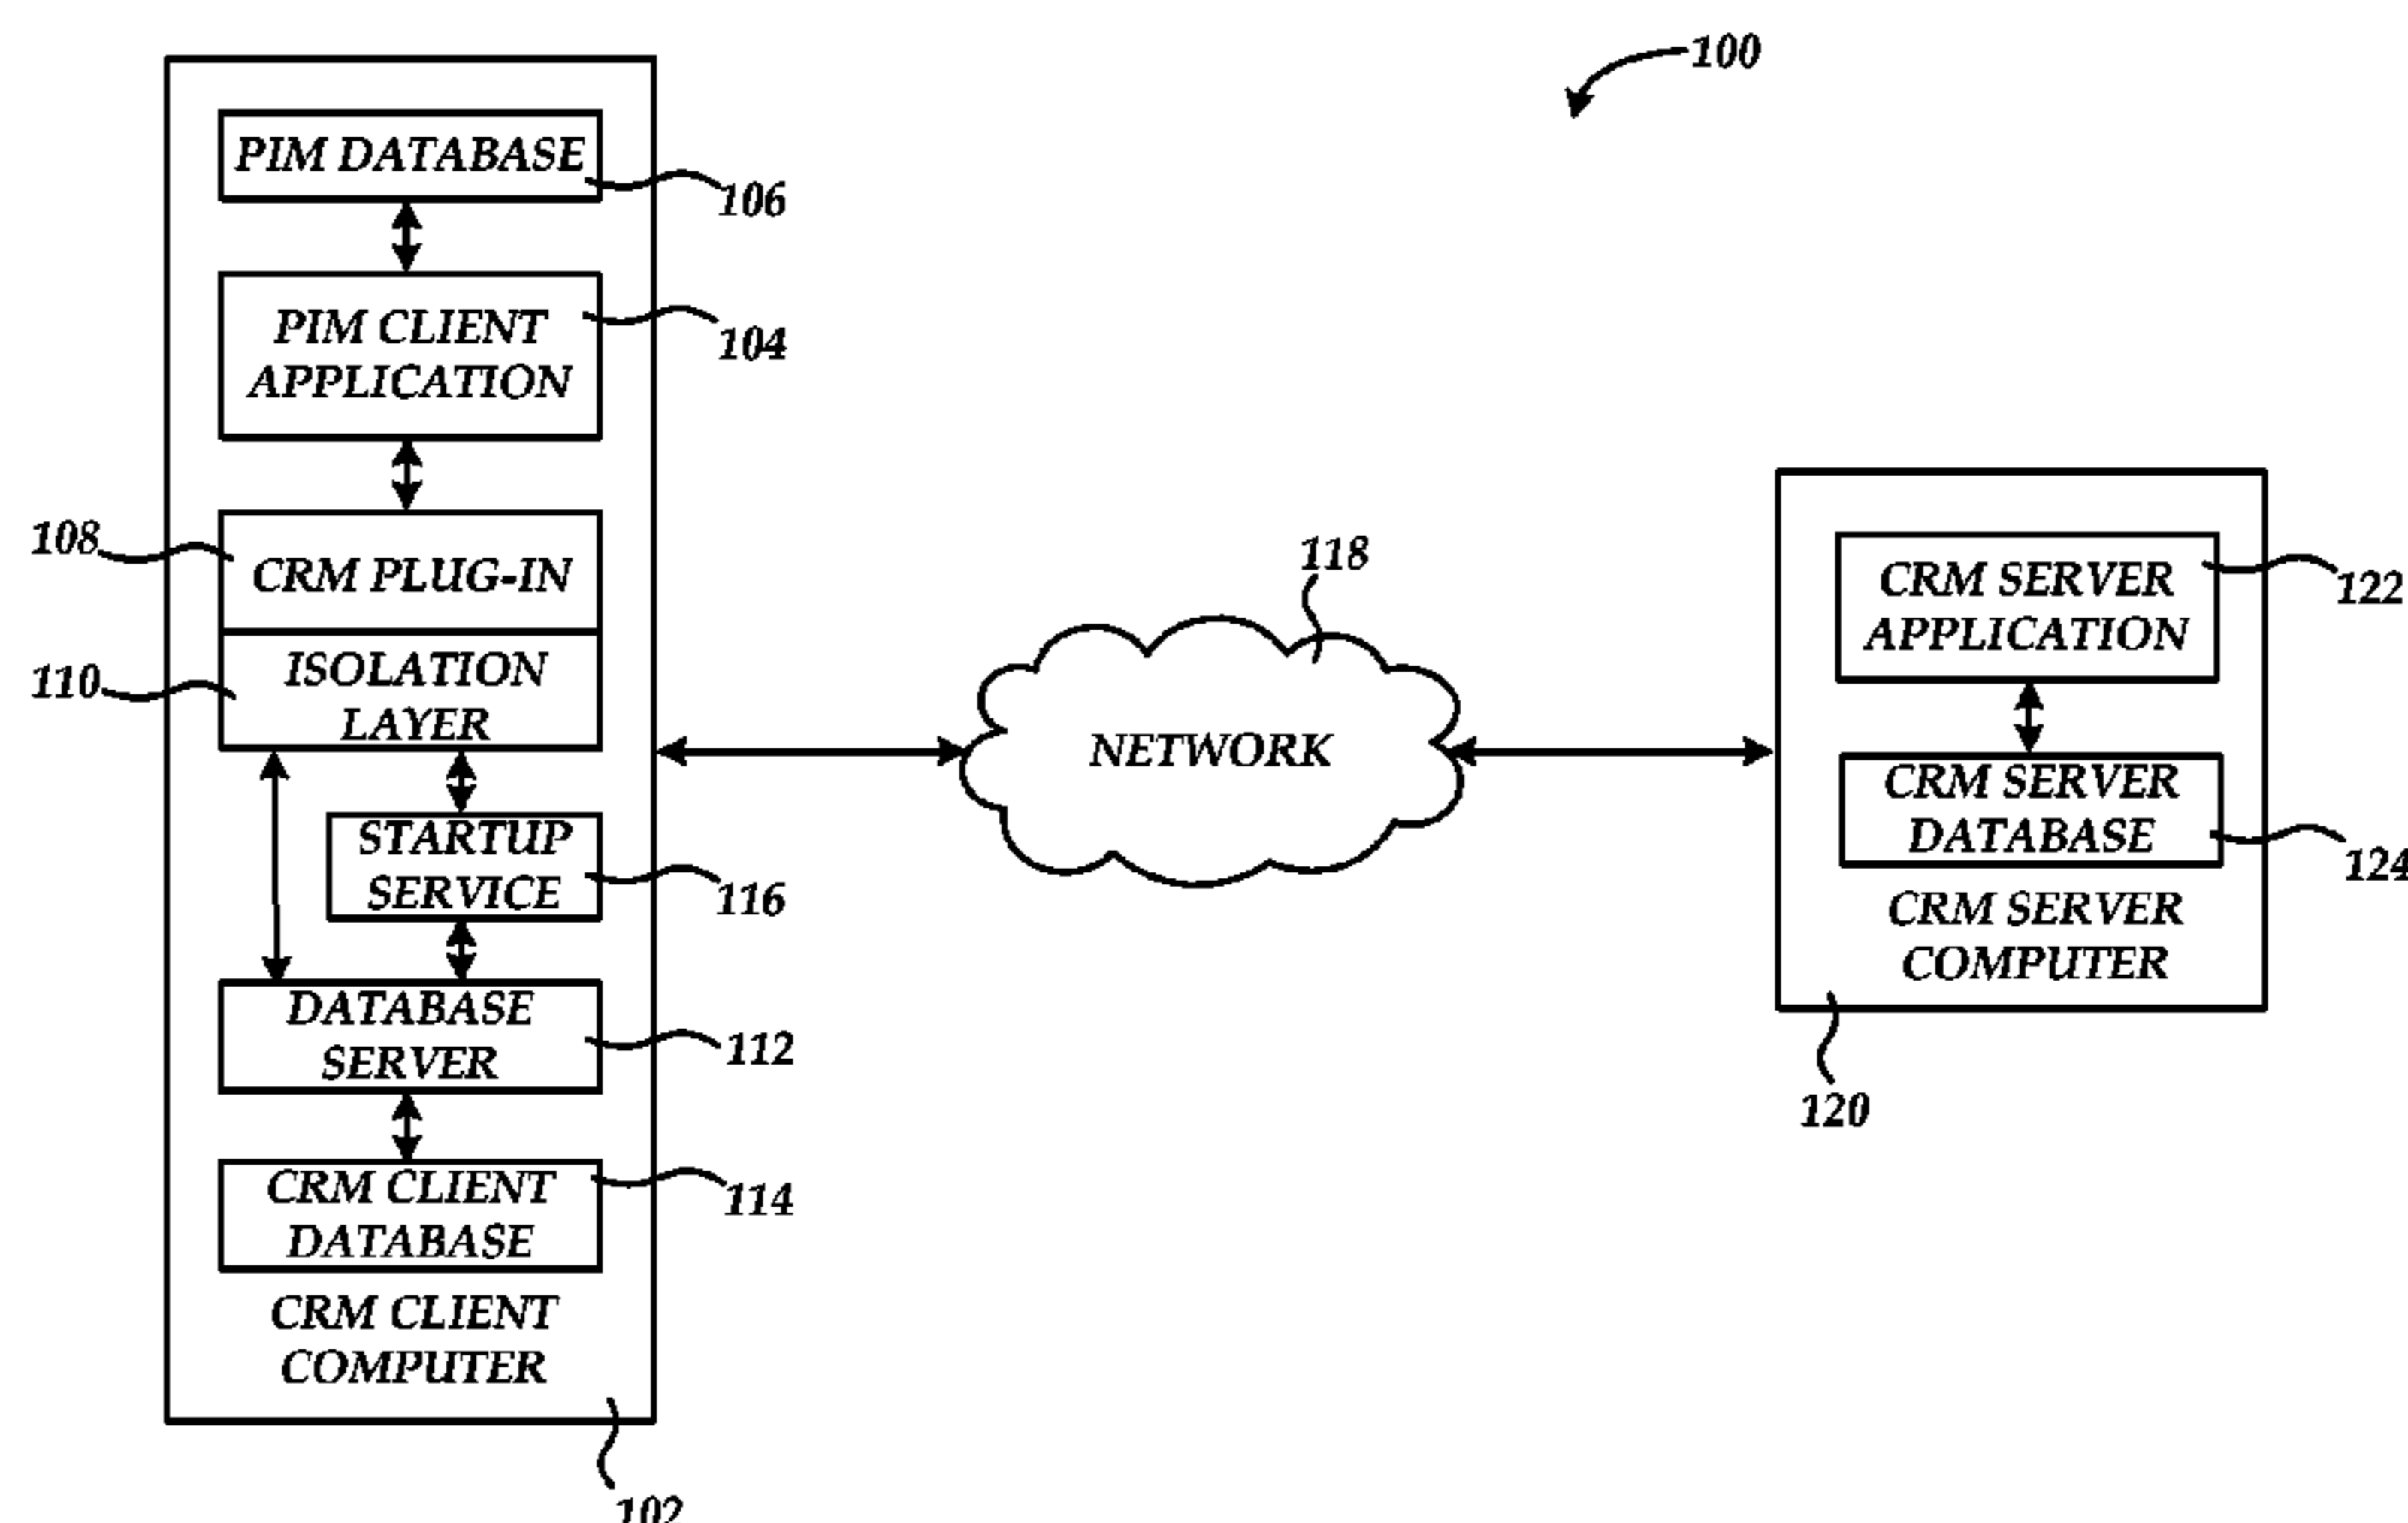 100
PIM DATABASE
106
PIM CLIENT
APPLICATION
104
108
CRM PLUG-IN
110
ISOLATION
LAYER
STARTUP
SERVICE
116
DATABASE
SERVER
112
CRM CLIENT
DATABASE
114
CRM CLIENT
COMPUTER
102
118
NETWORK
CRM SERVER
APPLICATION
122
CRM SERVER
DATABASE
124
CRM SERVER
COMPUTER
120